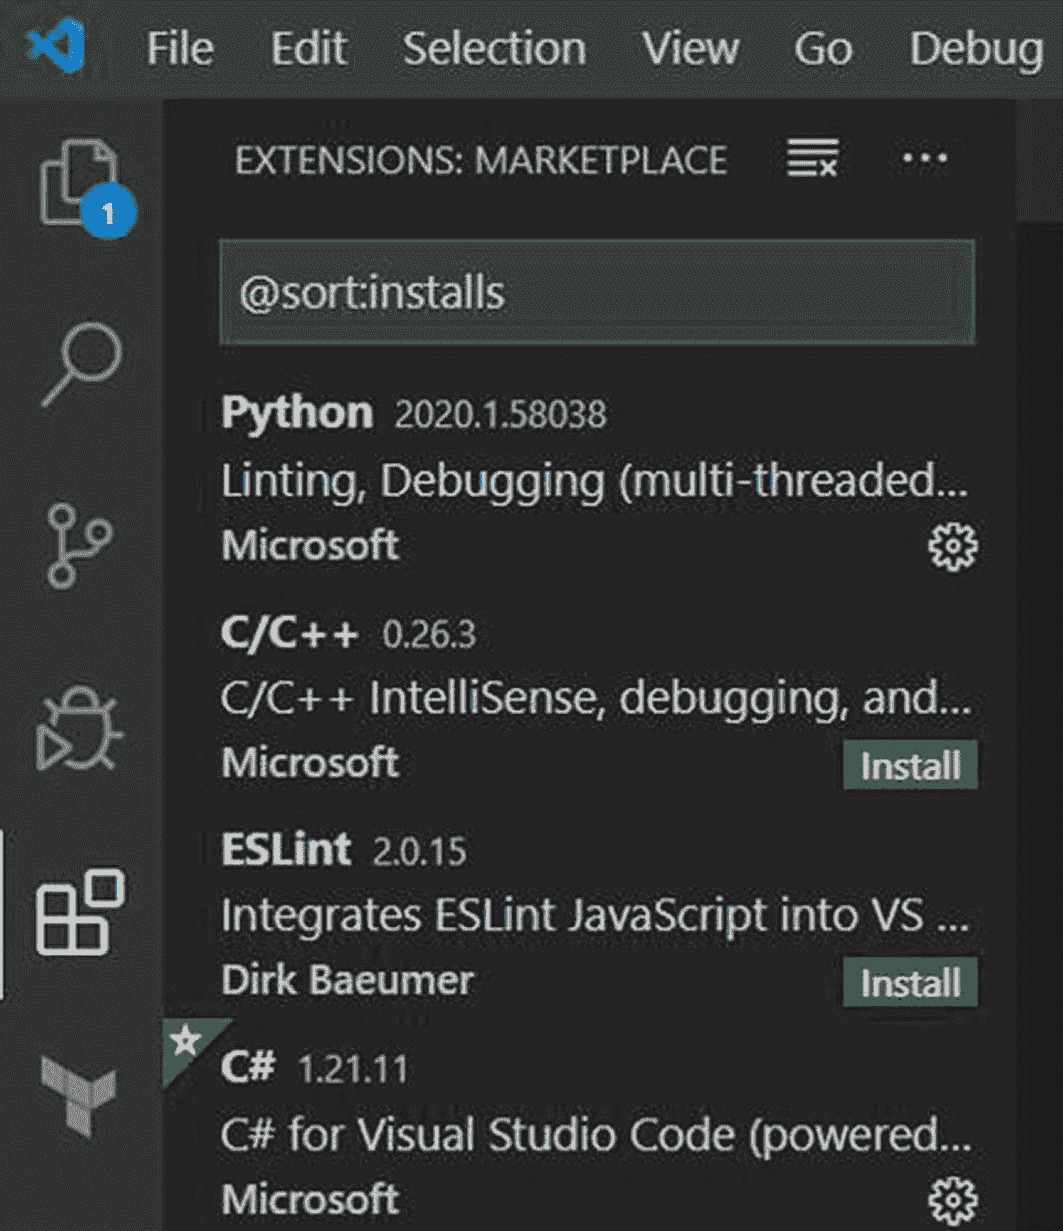 File Edit Selection View Go Debug
EXTENSIONS: MARKETPLACE
1
@sort:installs
Python 2020.1.58038
Linting, Debugging (multi-threaded...
Microsoft
C/C++ 0.26.3
C/C++ IntelliSense, debugging, and...
Microsoft
Install
ESLint 2.0.15
Integrates ESLint JavaScript into VS ...
Dirk Baeumer
Install
C# 1.21.11
C# for Visual Studio Code (powered...
Microsoft